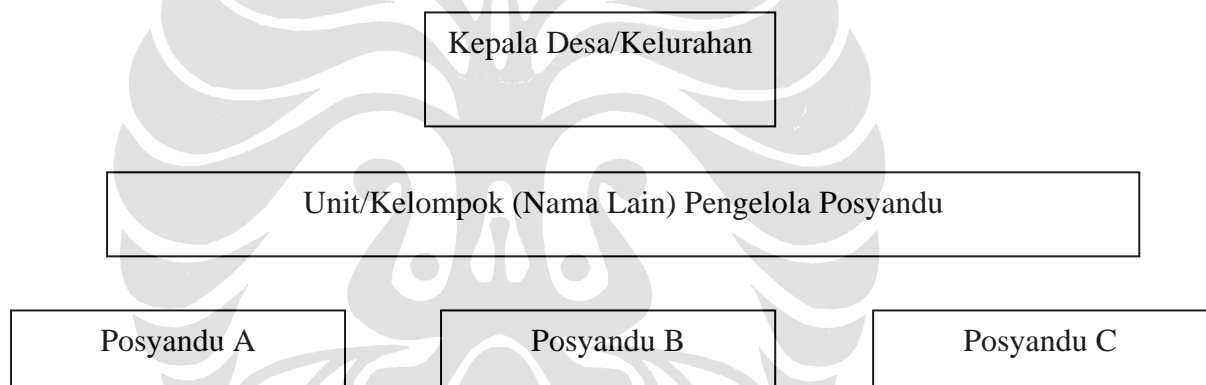 Kepala Desa/Kelurahan
Unit/Kelompok (Nama Lain) Pengelola Posyandu
Posyandu A
Posyandu B
Posyandu C